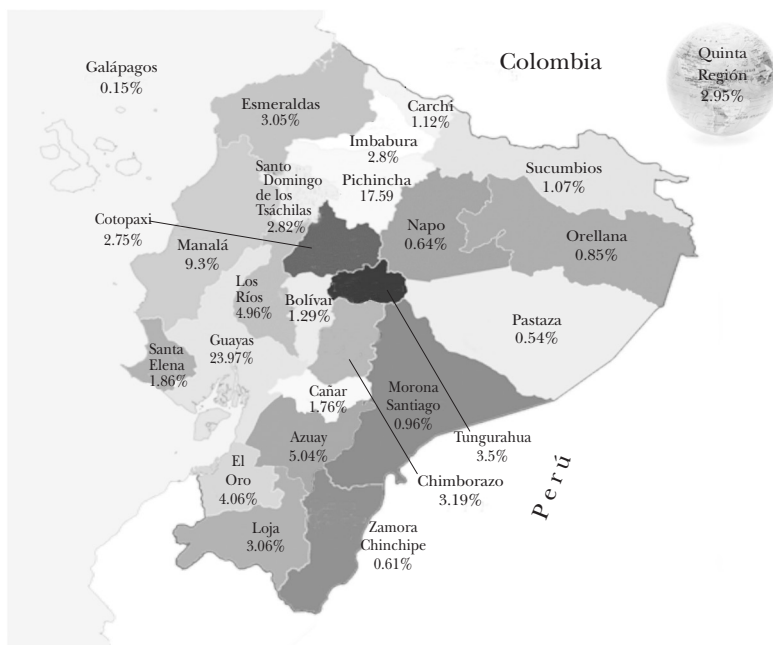 Colombia
Quinta
Región
2.95%
Galápagos
0.15%
Esmeraldas
3.05%
Carchi
1.12%
Imbabura
2.8%
Sucumbios
1.07%
Santo
Domingo
de los
Tsáchilas
2.82%
Pichincha
17.59
Cotopaxi
2.75%
Manalá
9.3%
Napo
0.64%
Orellana
0.85%
Los
Ríos
4.96%
Bolívar
1.29%
Pastaza
0.54%
Guayas
23.97%
Santa
Elena
1.86%
Cañar
1.76%
Morona
Santiago
0.96%
Azuay
5.04%
Tungurahua
3.5%
El
Oro
4.06%
Chimborazo
3.19%
Perú
Loja
3.06%
Zamora
Chinchipe
0.61%